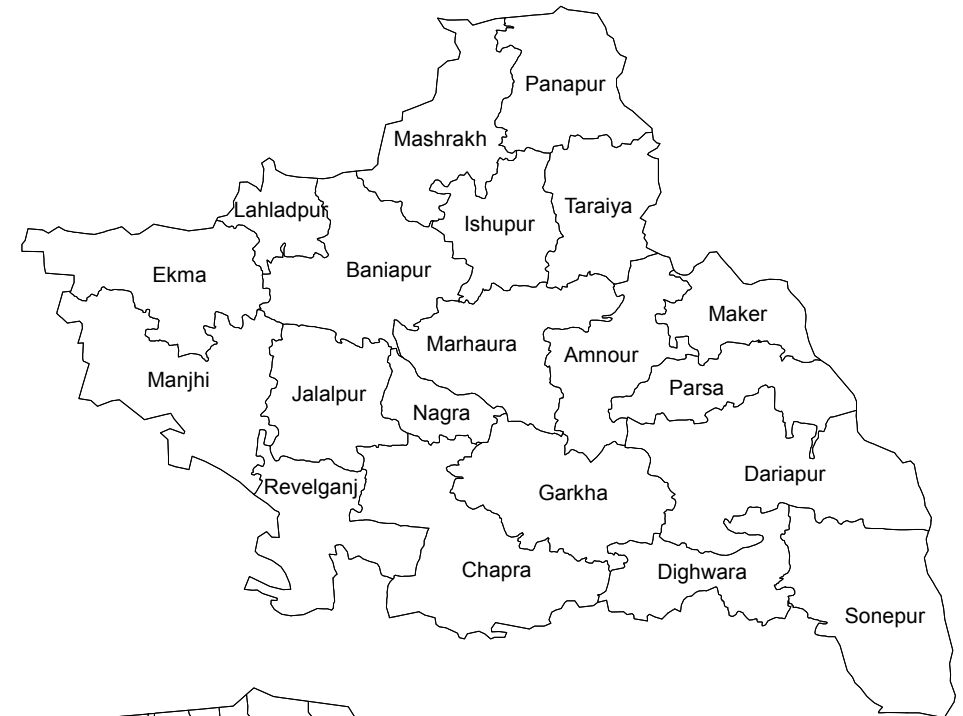 Panapur
Mashrakh
Lahladpur
Ishupur
Taraiya
Ekma
Baniapur
Maker
Marhaura
Amnour
Manjhi
Jalalpur
Parsa
Nagra
Dariapur
Revelganj
Garkha
Chapra
Dighwara
Sonepur